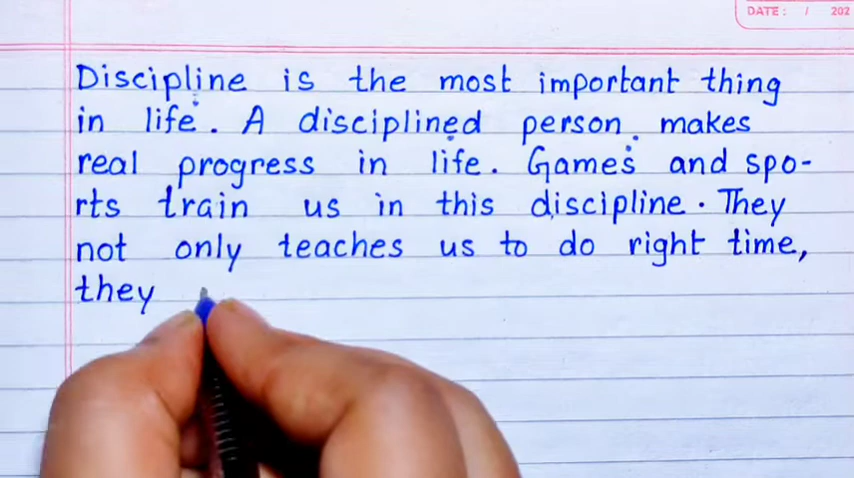 DATE: / 202
Discipline is the most important thing
in life. A disciplined person. makes
real progress in life. Games and spo-
rts train us in this discipline. They
not only teaches us to do right time,
they